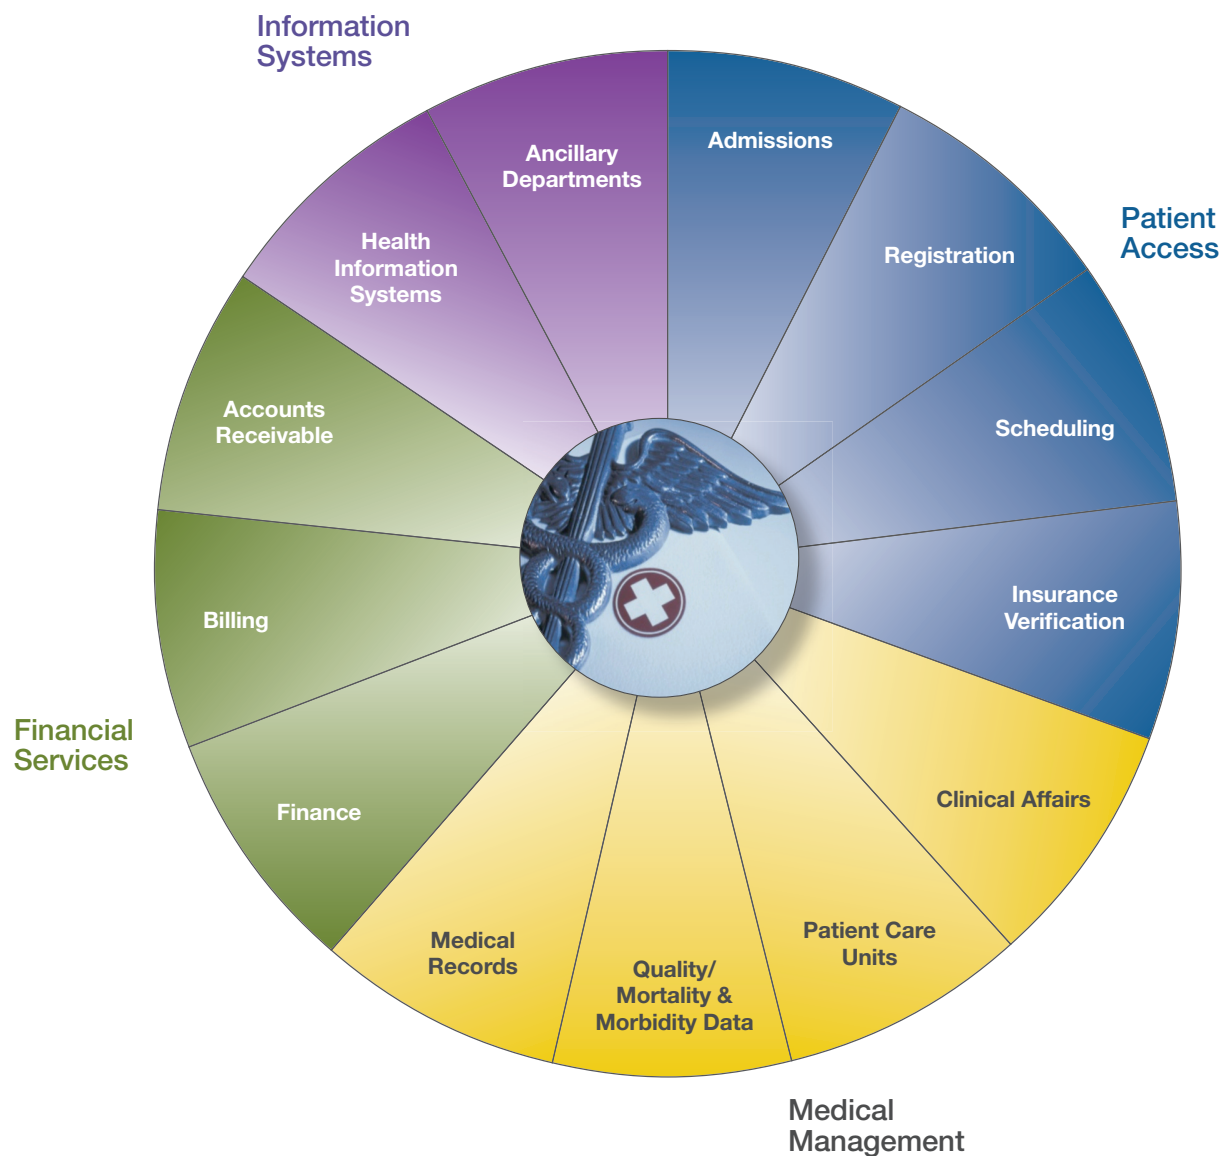 Information
Systems
Ancillary
Departments
Admissions
Health
Information
Systems
Registration
Patient
Access
Accounts
Receivable
Scheduling
Billing
Insurance
Verification
Financial
Services
Finance
Clinical Affairs
Medical
Records
Quality/
Mortality &
Morbidity Data
Patient Care
Units
Medical
Management